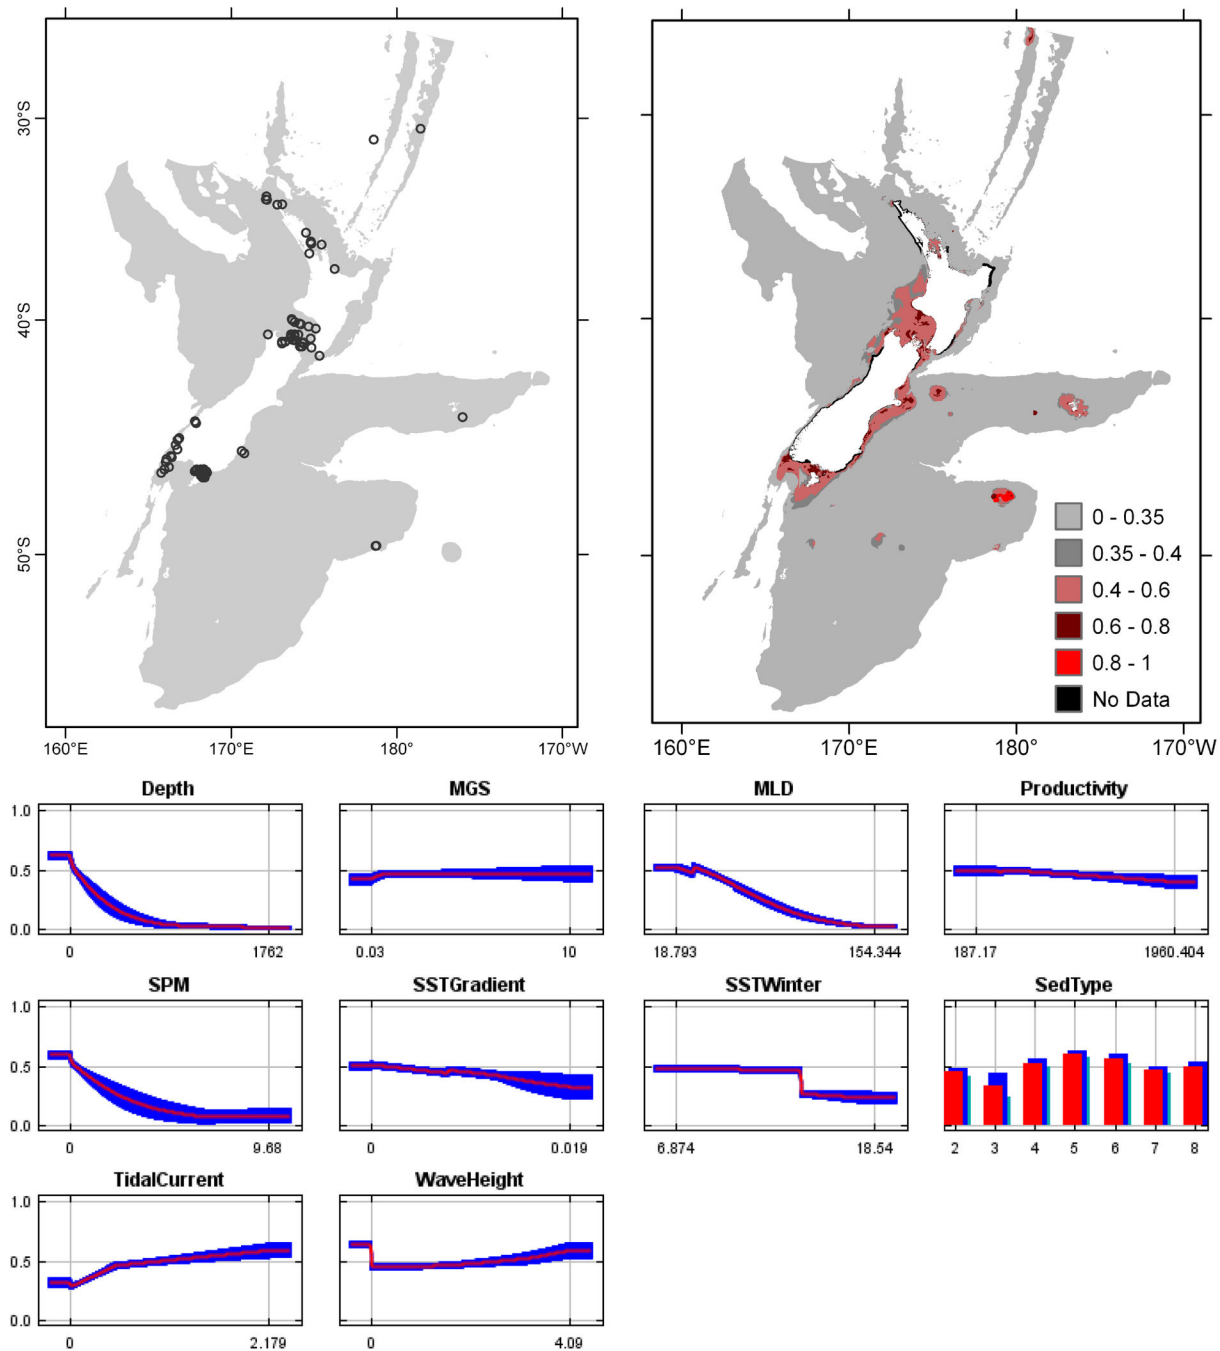 30°S
40°S
50°S
160°E 170°E 180° 170°W
0 - 0.35
0.35 - 0.4
0.4 - 0.6
0.6 - 0.8
0.8 - 1
No Data
160°E 170°E 180° 170°W
Depth MGS MLD Productivity
1.0
0.5
0.0
0 1762 0.03 10 18.793 154.344 187.17 1960.404
SPM SSTGradient SSTWinter SedType
1.0
0.5
0.0
0 9.68 0 0.019 6.874 18.54 2 3 4 5 6 7 8
TidalCurrent WaveHeight
1.0
0.5
0.0
0 2.179 0 4.09